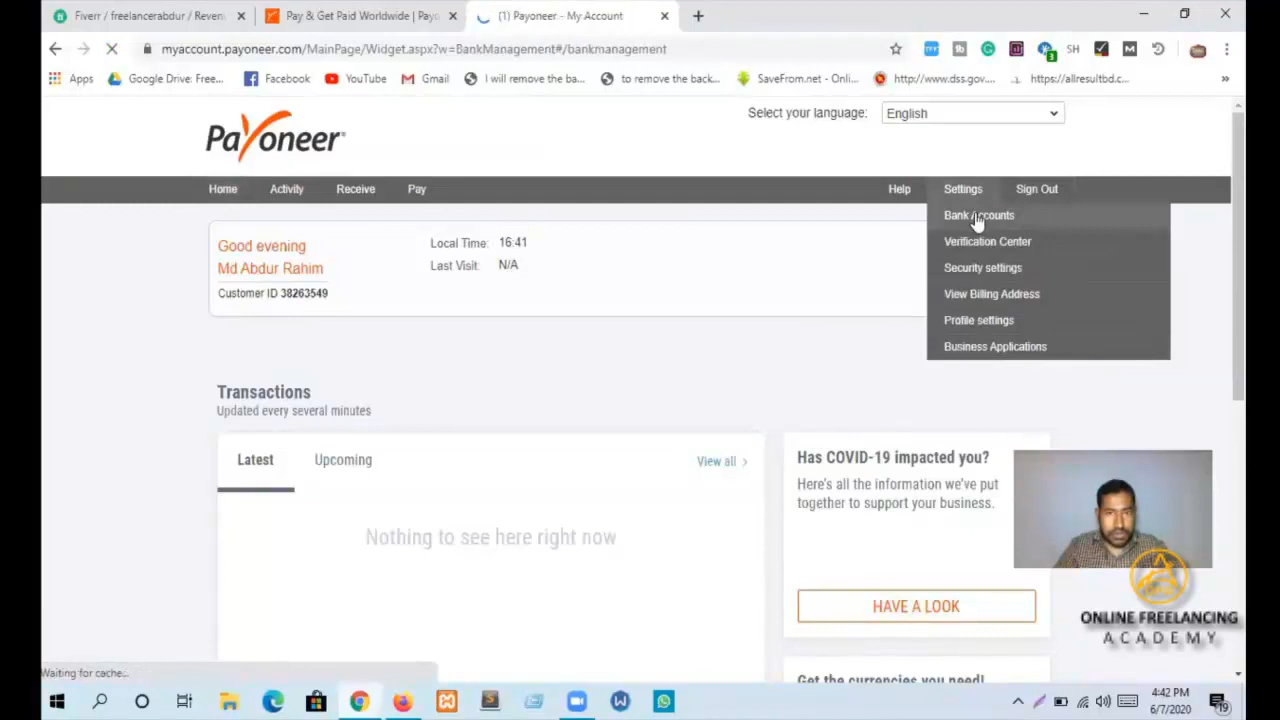 Fiverr / freelancerabdur / Reven
Pay & Get Paid Worldwide | Payo
(1) Payoneer - My Account
myaccount.payoneer.com/MainPage/Widget.aspx?w=BankManagement#/bankmanagement
SH
M
3
Apps
Google Drive: Free...
Facebook
YouTube
Gmail
I will remove the ba...
to remove the back...
SaveFrom.net - Onli...
http://www.dss.gov....
https://allresultbd.c...
»
Payoneer
Select your language:
English
Home
Activity
Receive
Pay
Help
Settings
Sign Out
Bank Accounts
Verification Center
Security settings
View Billing Address
Profile settings
Business Applications
Good evening
Md Abdur Rahim
Customer ID 38263549
Local Time: 16:41
Last Visit: N/A
Transactions
Updated every several minutes
Latest
Upcoming
View all >
Nothing to see here right now
Has COVID-19 impacted you?
Here's all the information we've put
together to support your business.
HAVE A LOOK
Get the currencies you need!
ONLINE FREELANCING
ACADEMY
Waiting for cache...
4:42 PM
6/7/2020
19